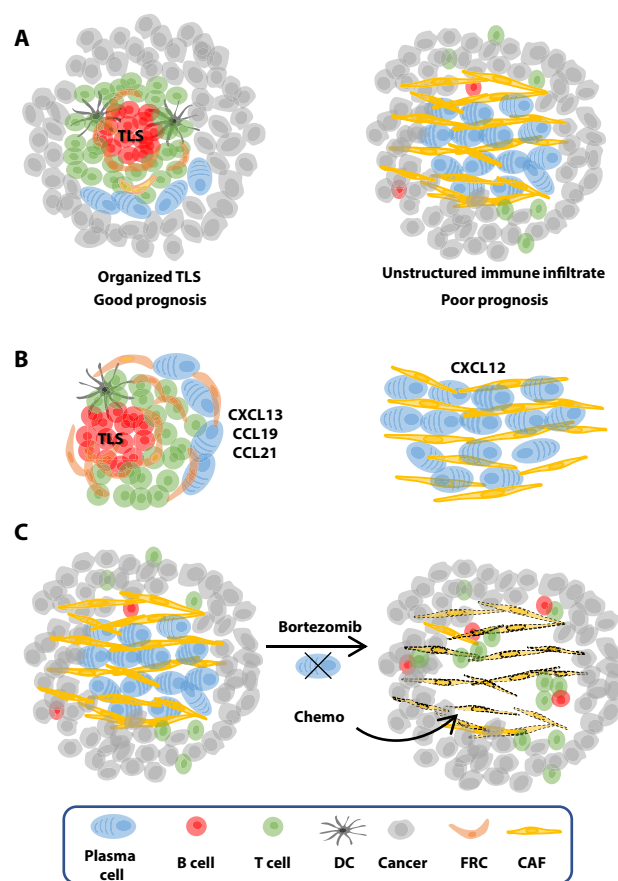 A
TLS
Organized TLS
Good prognosis
Unstructured immune infiltrate
Poor prognosis
B
TLS
CXCL13
CCL19
CCL21
CXCL12
C
Bortezomib
Chemo
Plasma
cell
B cell
T cell
DC
Cancer
FRC
CAF